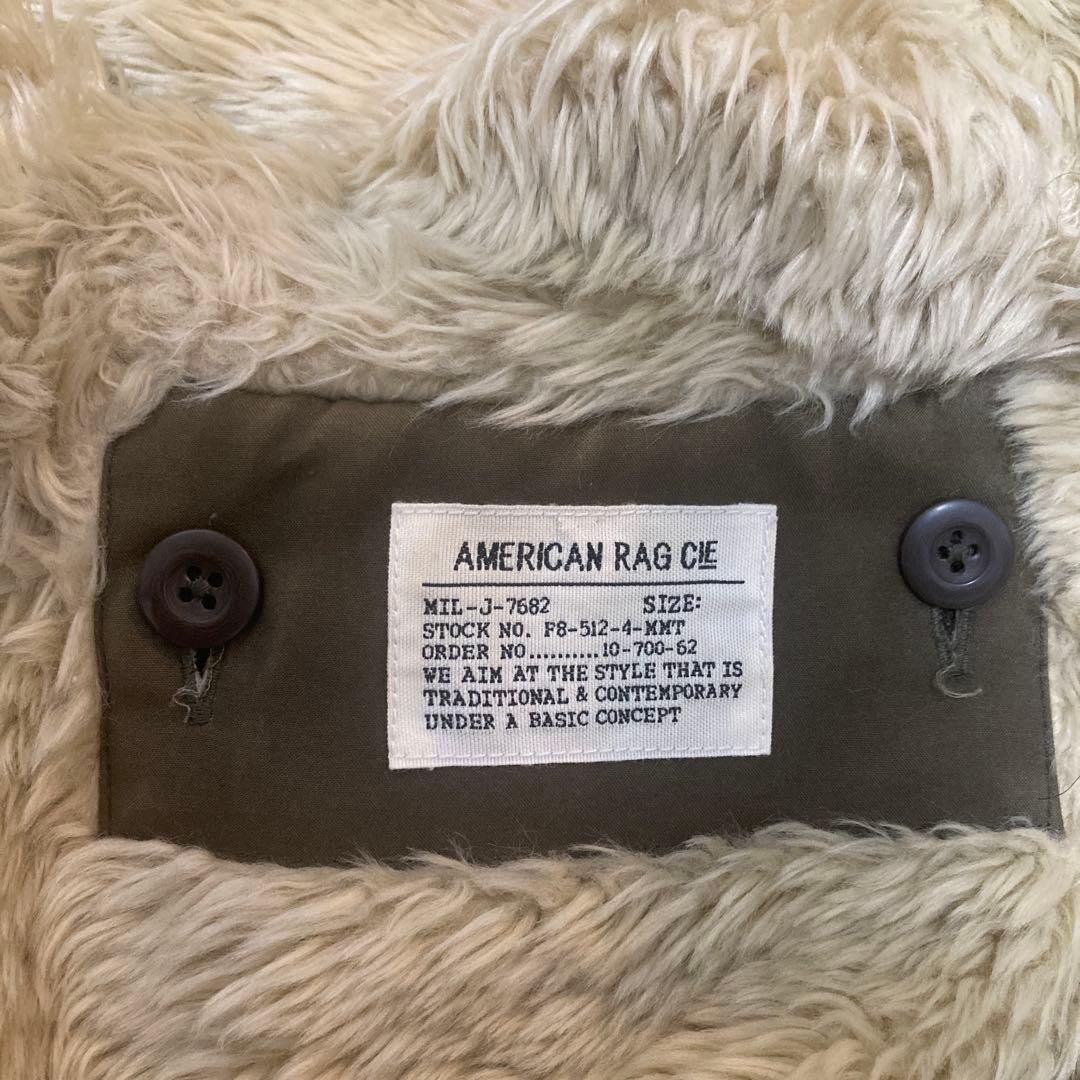 AMERICAN RAG CIE
MIL-J-7682 SIZE:
STOCK NO. F8-512-4-MMT
ORDER NO..........10-700-62
WE AIM AT THE STYLE THAT IS
TRADITIONAL & CONTEMPORARY
UNDER A BASIC CONCEPT